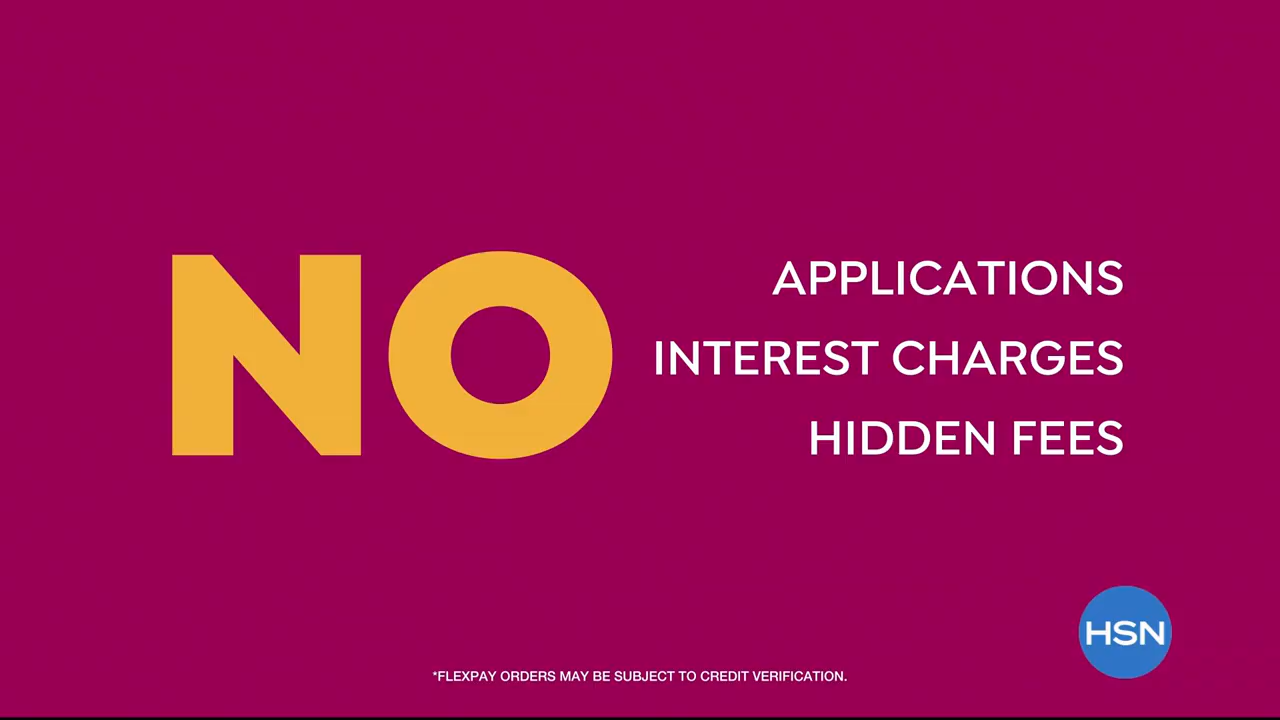 NO
APPLICATIONS
INTEREST CHARGES
HIDDEN FEES
HSN
*FLEXPAY ORDERS MAY BE SUBJECT TO CREDIT VERIFICATION.